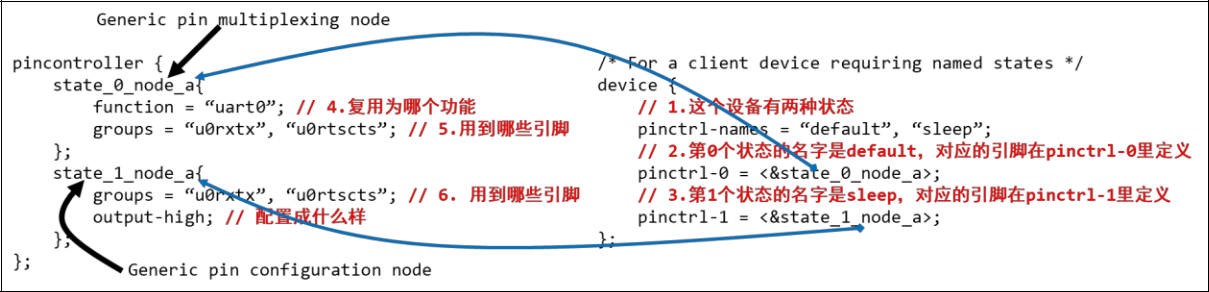 Generic pin multiplexing node
pincontroller {
state_0_node_a{
function = “uart0”; // 4.复用为哪个功能
groups = “u0rxtx”, “u0rtscts”; // 5.用到哪些引脚
};
state_1_node_a{
groups = “u0rxtx”, “u0rtscts”; // 6. 用到哪些引脚
output-high; // 配置成什么样
};
};
Generic pin configuration node
/* For a client device requiring named states */
device {
// 1.这个设备有两种状态
pinctrl-names = “default”, “sleep”;
// 2.第0个状态的名字是default，对应的引脚在pinctrl-0里定义
pinctrl-0 = <&state_0_node_a>;
// 3.第1个状态的名字是sleep，对应的引脚在pinctrl-1里定义
pinctrl-1 = <&state_1_node_a>;
};